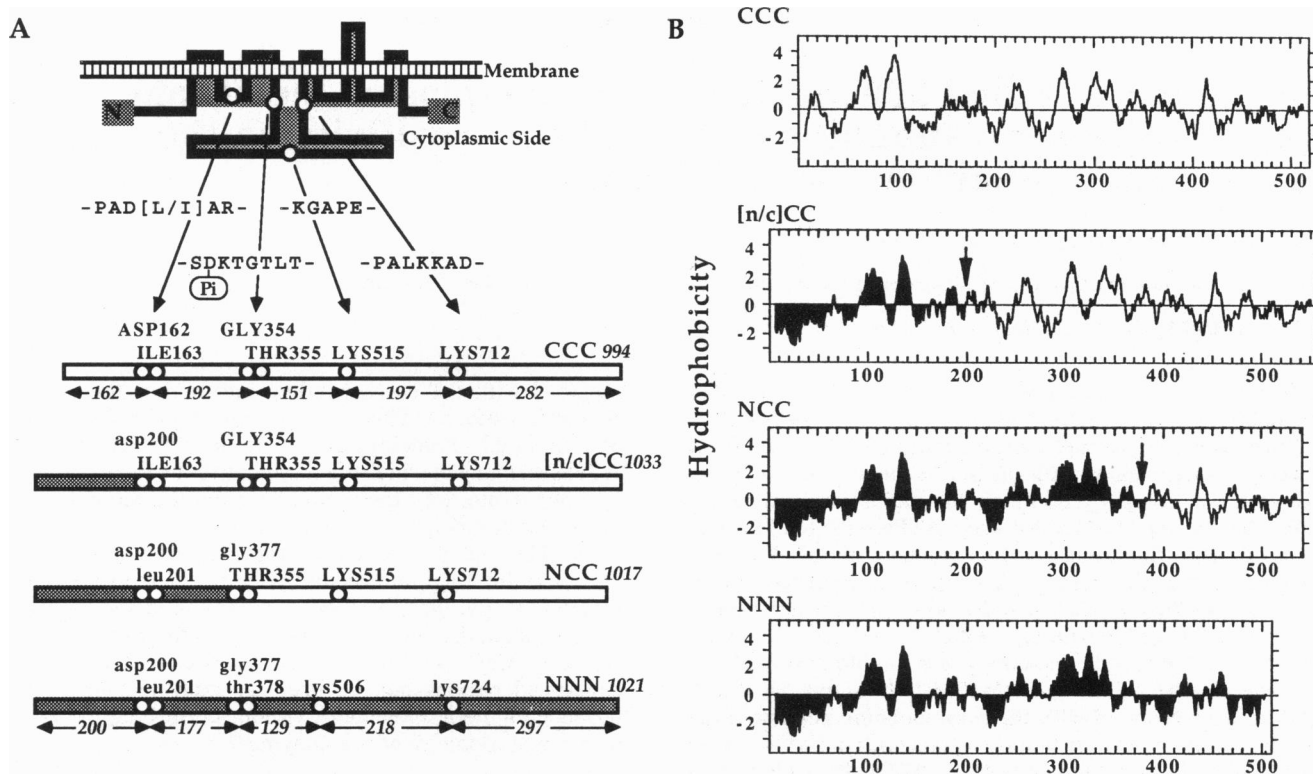 A
N
Membrane
C
Cytoplasmic Side
-PAD[L/I]AR-
-KGAPE-
-SDKTGTLT-
-PALKKAD-
Pi
ASP162 GLY354
ILE163 THR355 LYS515 LYS712 CCC 994
162 192 151 197 282
asp200 GLY354
ILE163 THR355 LYS515 LYS712 [n/c]CC 1033
asp200 gly377
leu201 THR355 LYS515 LYS712 NCC 1017
asp200 gly377
leu201 thr378 lys506 lys724 NNN 1021
200 177 129 218 297
B
Hydrophobicity
CCC
4
2
0
-2
100 200 300 400 500
[n/c]CC
4
2
0
-2
100 200 300 400 500
NCC
4
2
0
-2
100 200 300 400 500
NNN
4
2
0
-2
100 200 300 400 500